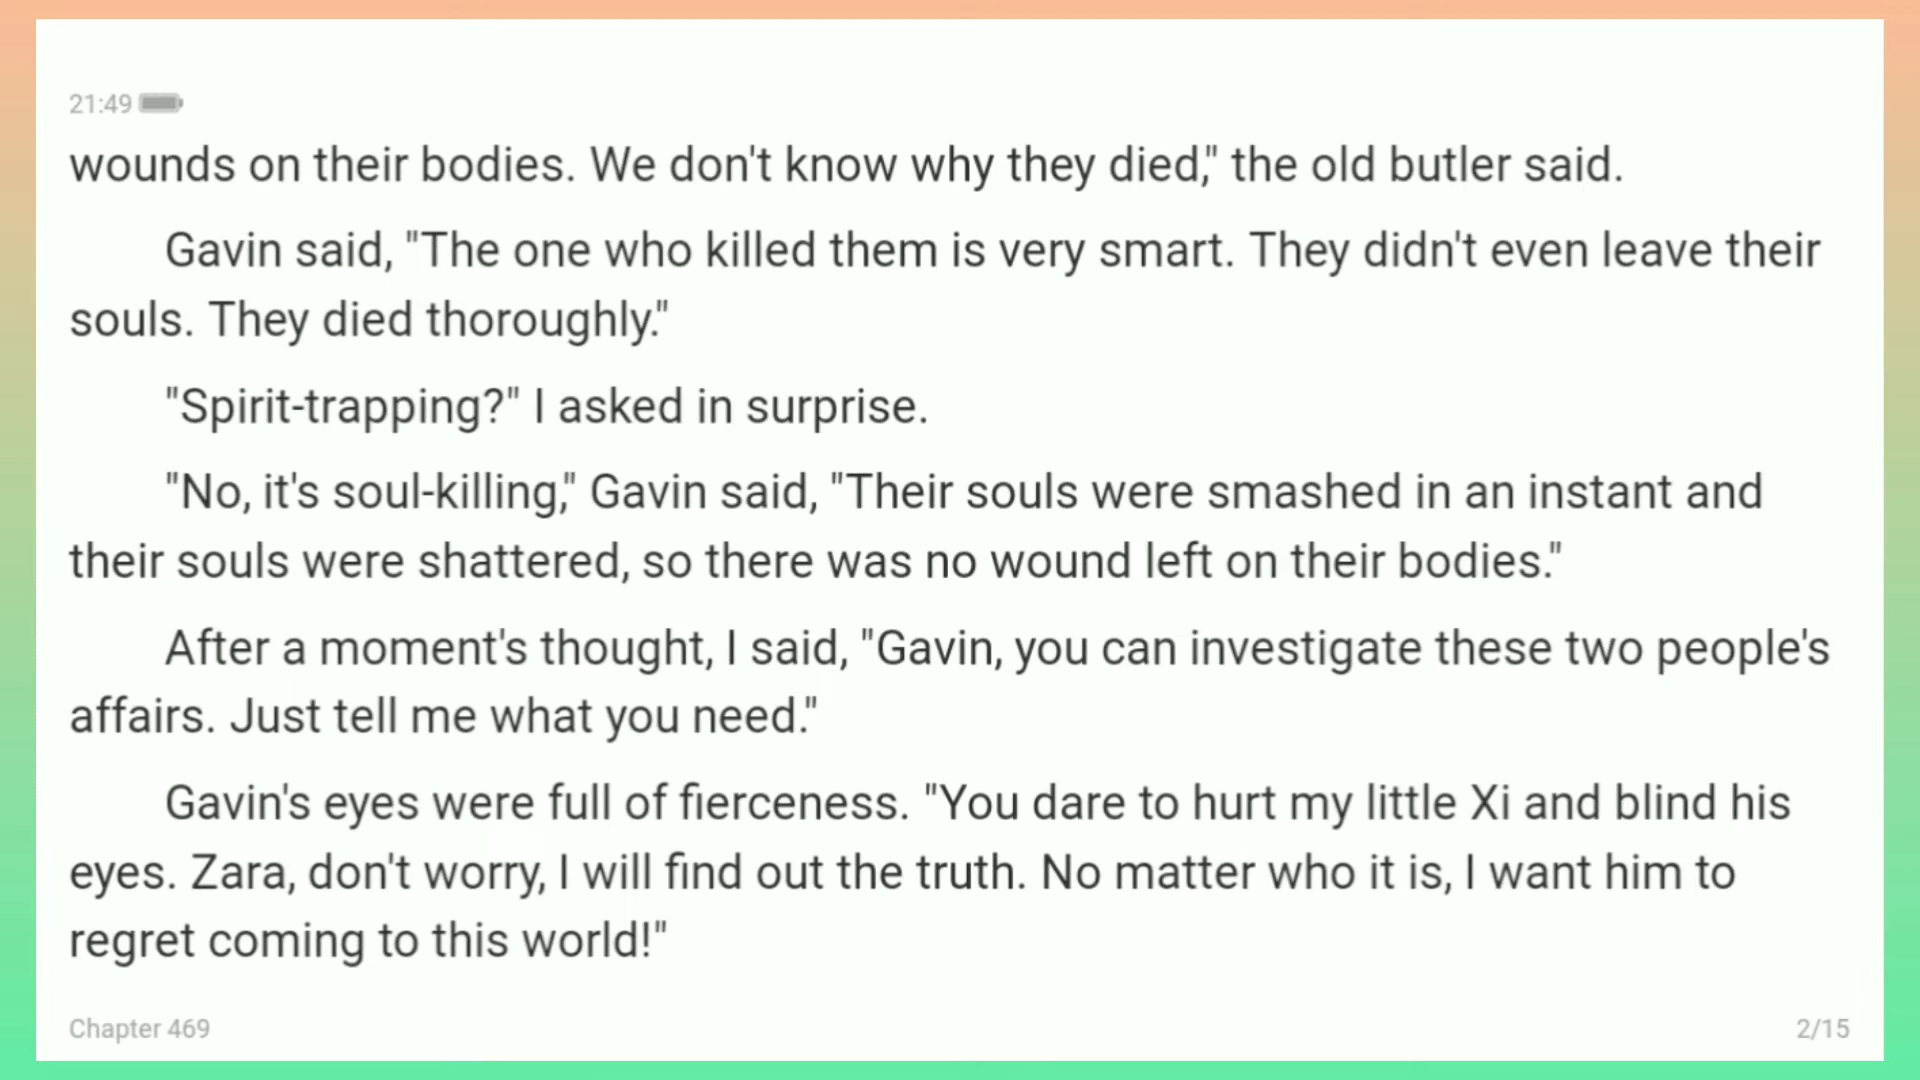 21:49
wounds on their bodies. We don't know why they died," the old butler said.
Gavin said, "The one who killed them is very smart. They didn't even leave their
souls. They died thoroughly."
"Spirit-trapping?" I asked in surprise.
"No, it's soul-killing," Gavin said, "Their souls were smashed in an instant and
their souls were shattered, so there was no wound left on their bodies."
After a moment's thought, I said, "Gavin, you can investigate these two people's
affairs. Just tell me what you need."
Gavin's eyes were full of fierceness. "You dare to hurt my little Xi and blind his
eyes. Zara, don't worry, I will find out the truth. No matter who it is, I want him to
regret coming to this world!"
Chapter 469
2/15